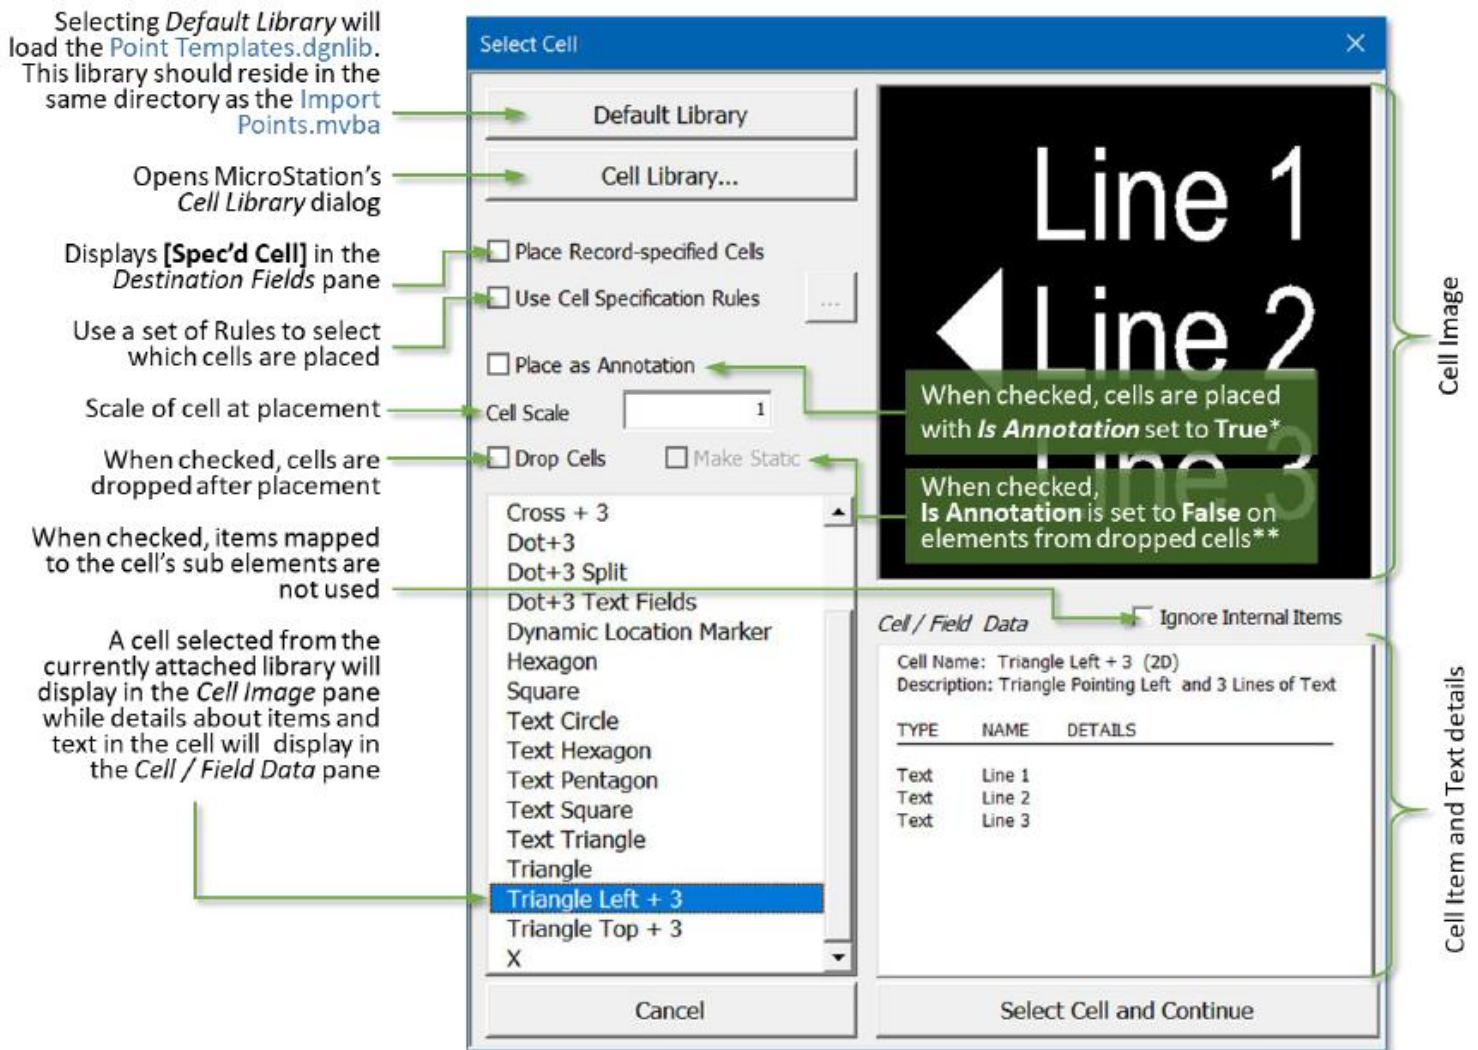 Selecting Default Library will
load the Point Templates.dgnlib.
This library should reside in the
same directory as the Import
Points.mvba
Opens MicroStation's
Cell Library dialog
Displays [Spec'd Cell] in the
Destination Fields pane
Use a set of Rules to select
which cells are placed
Scale of cell at placement
When checked, cells are
dropped after placement
When checked, items mapped
to the cell's sub elements are
not used
A cell selected from the
currently attached library will
display in the Cell Image pane
while details about items and
text in the cell will display in
the Cell / Field Data pane
Select Cell
Default Library
Cell Library...
Place Record-specified Cells
Use Cell Specification Rules
...
Place as Annotation
Cell Scale 1
Drop Cells Make Static
Cross + 3
Dot+3
Dot+3 Split
Dot+3 Text Fields
Dynamic Location Marker
Hexagon
Square
Text Circle
Text Hexagon
Text Pentagon
Text Square
Text Triangle
Triangle
Triangle Left + 3
Triangle Top + 3
X
Cancel
Line 1
Line 2
Line 3
When checked, cells are placed
with Is Annotation set to True*
When checked,
Is Annotation is set to False on
elements from dropped cells**
Cell / Field Data
Ignore Internal Items
Cell Name: Triangle Left + 3 (2D)
Description: Triangle Pointing Left and 3 Lines of Text
TYPE NAME DETAILS
Text Line 1
Text Line 2
Text Line 3
Select Cell and Continue
Cell Image
Cell Item and Text details